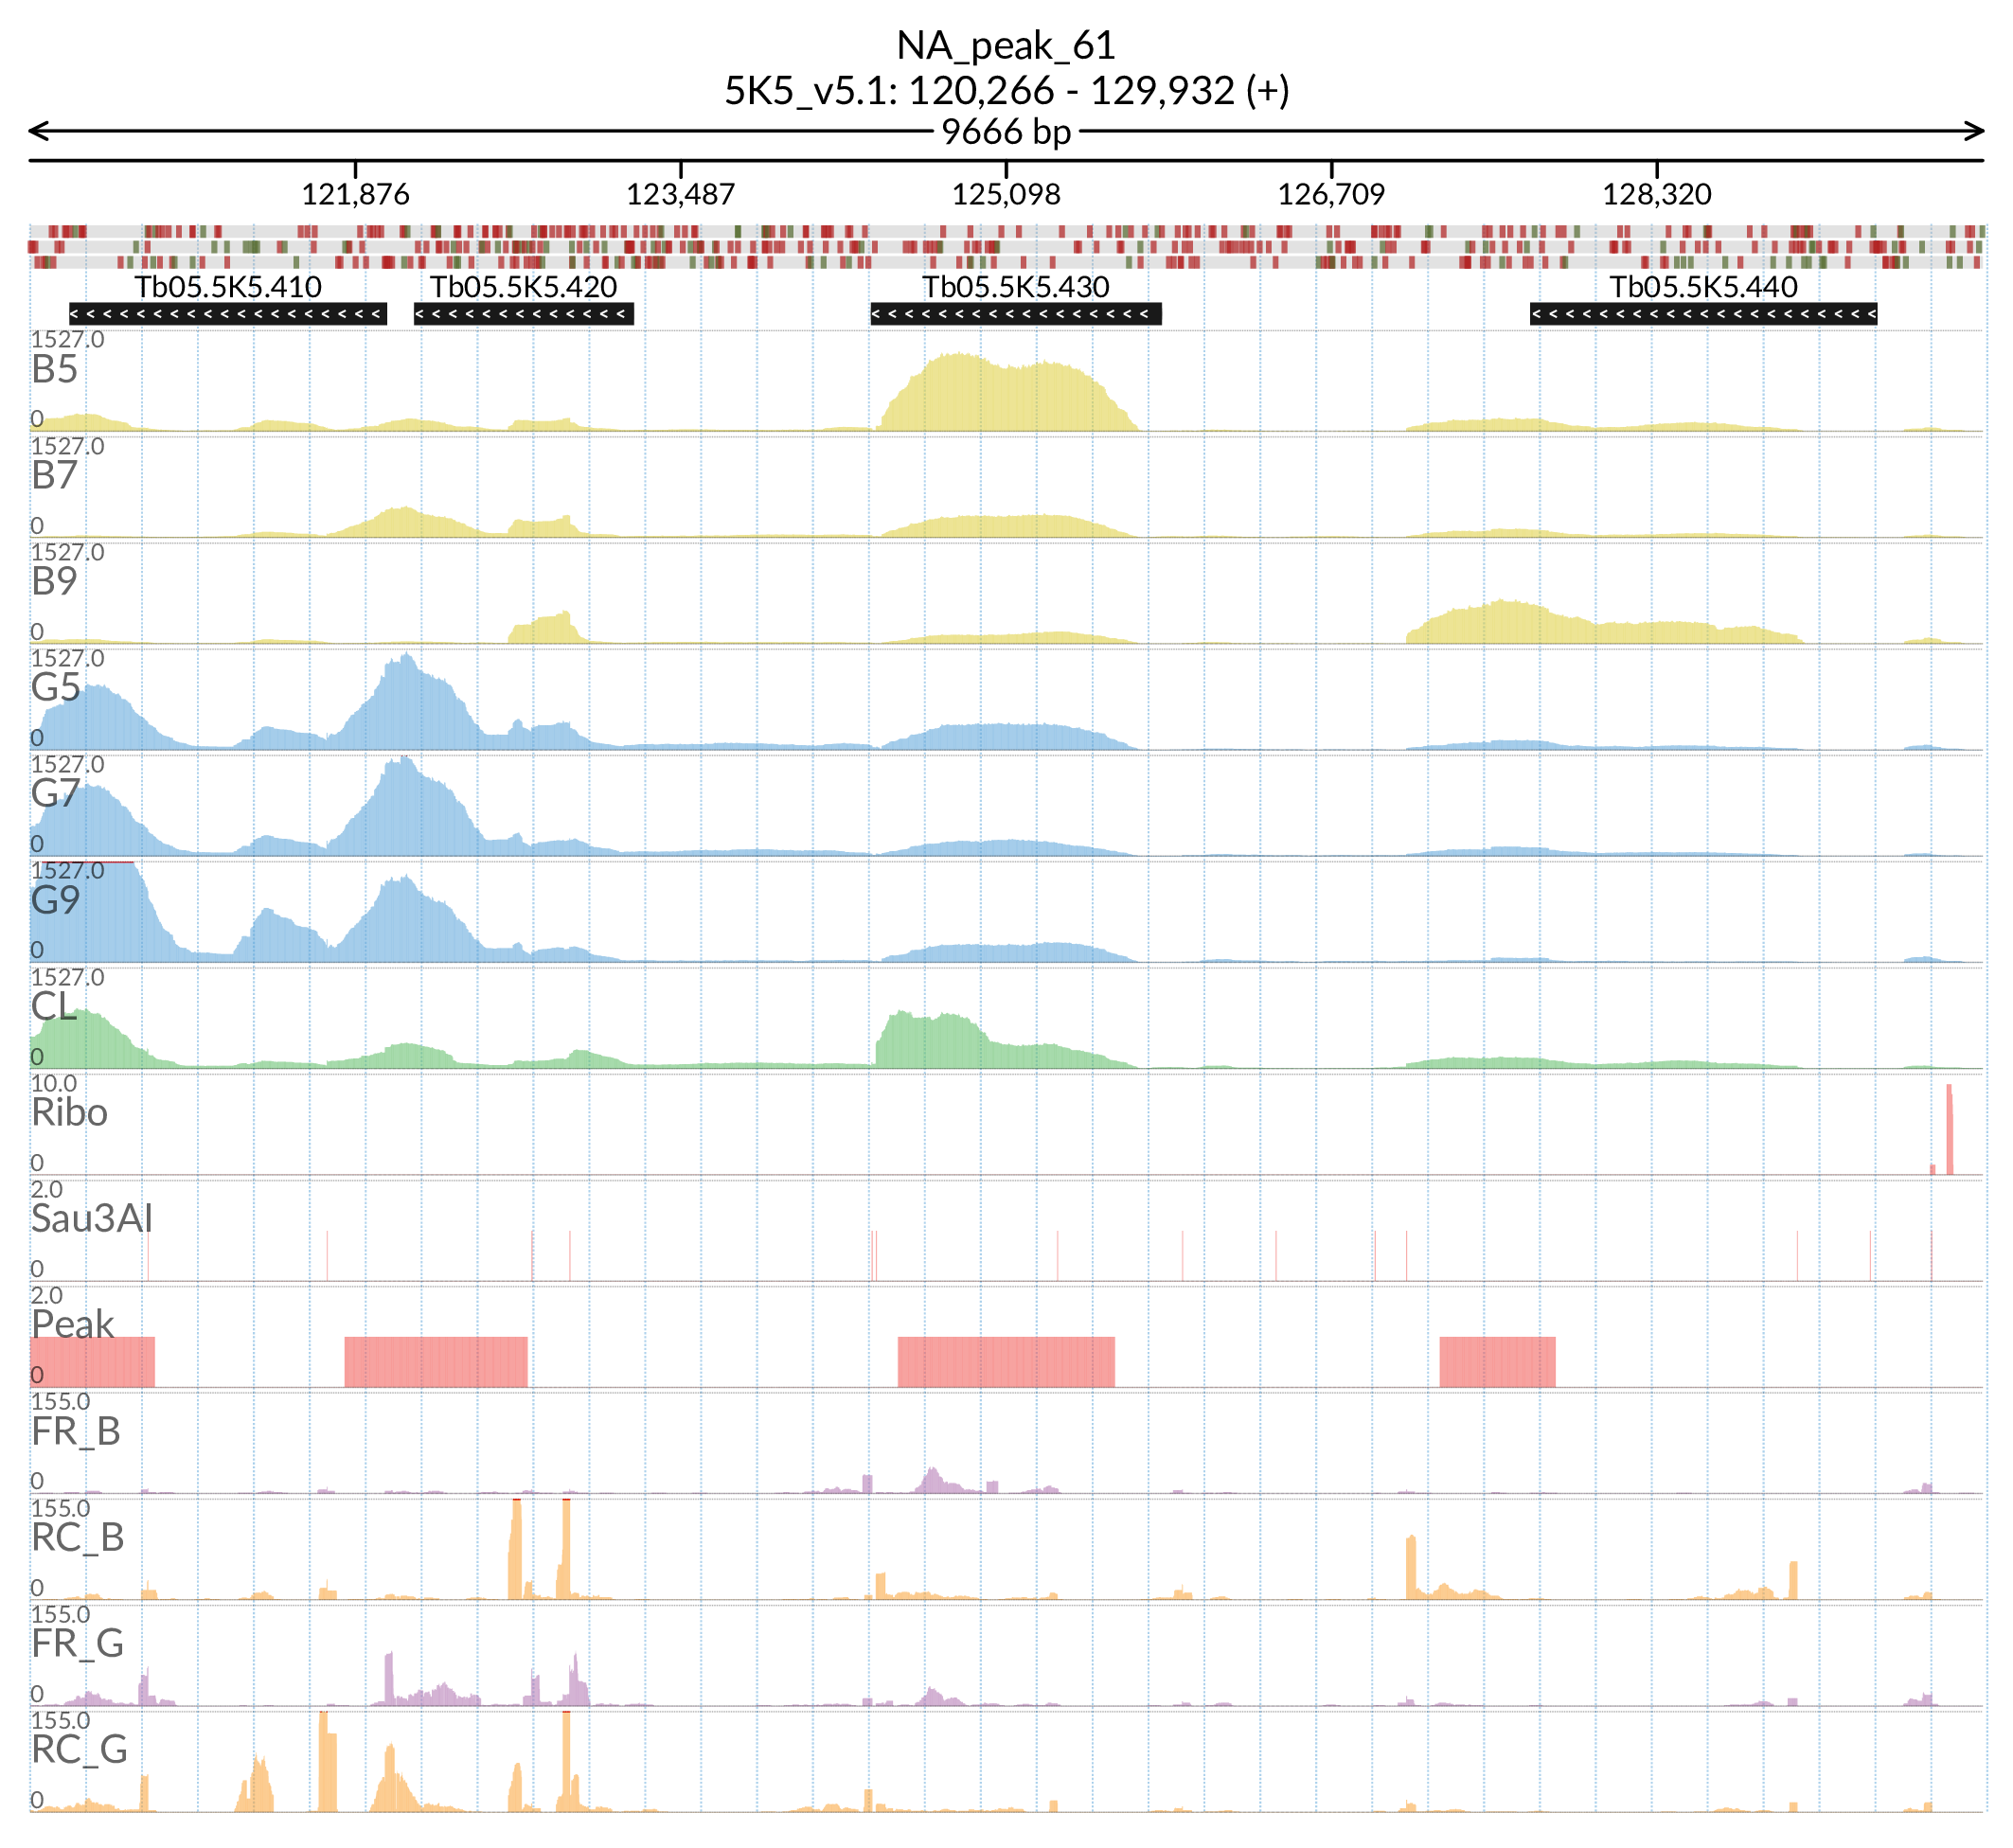 NA_peak_61
5K5_v5.1: 120,266 - 129,932 (+)
9666 bp
121,876 123,487 125,098 126,709 128,320
Tb05.5K5.410 Tb05.5K5.420 Tb05.5K5.430 Tb05.5K5.440
1527.0
B5
0
1527.0
B7
0
1527.0
B9
0
1527.0
G5
0
1527.0
G7
0
1527.0
G9
0
1527.0
CL
0
10.0
Ribo
0
2.0
Sau3AI
0
2.0
Peak
0
155.0
FR_B
0
155.0
RC_B
0
155.0
FR_G
0
155.0
RC_G
0